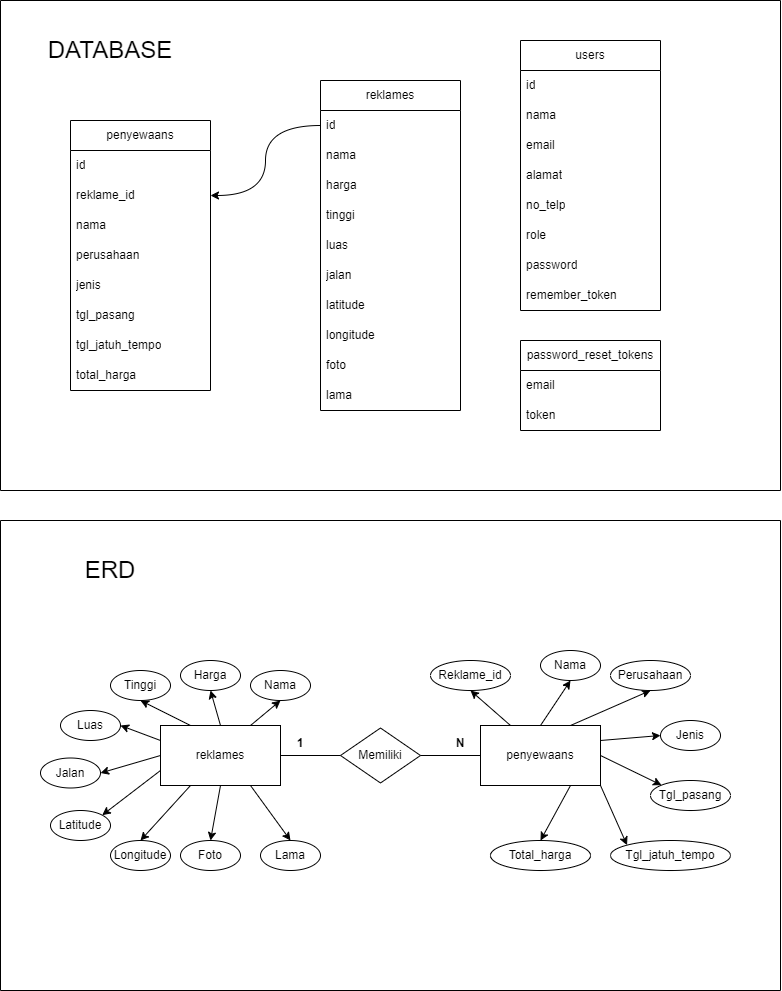 DATABASE
penyewaans
id
reklame_id
nama
perusahaan
jenis
tgl_pasang
tgl_jatuh_tempo
total_harga
reklames
id
nama
harga
tinggi
luas
jalan
latitude
longitude
foto
lama
users
id
nama
email
alamat
no_telp
role
password
remember_token
password_reset_tokens
email
token
ERD
Tinggi
Harga
Nama
Luas
Jalan
Latitude
Longitude
Foto
Lama
reklames
1
Memiliki
N
penyewaans
Reklame_id
Nama
Perusahaan
Jenis
Tgl_pasang
Tgl_jatuh_tempo
Total_harga